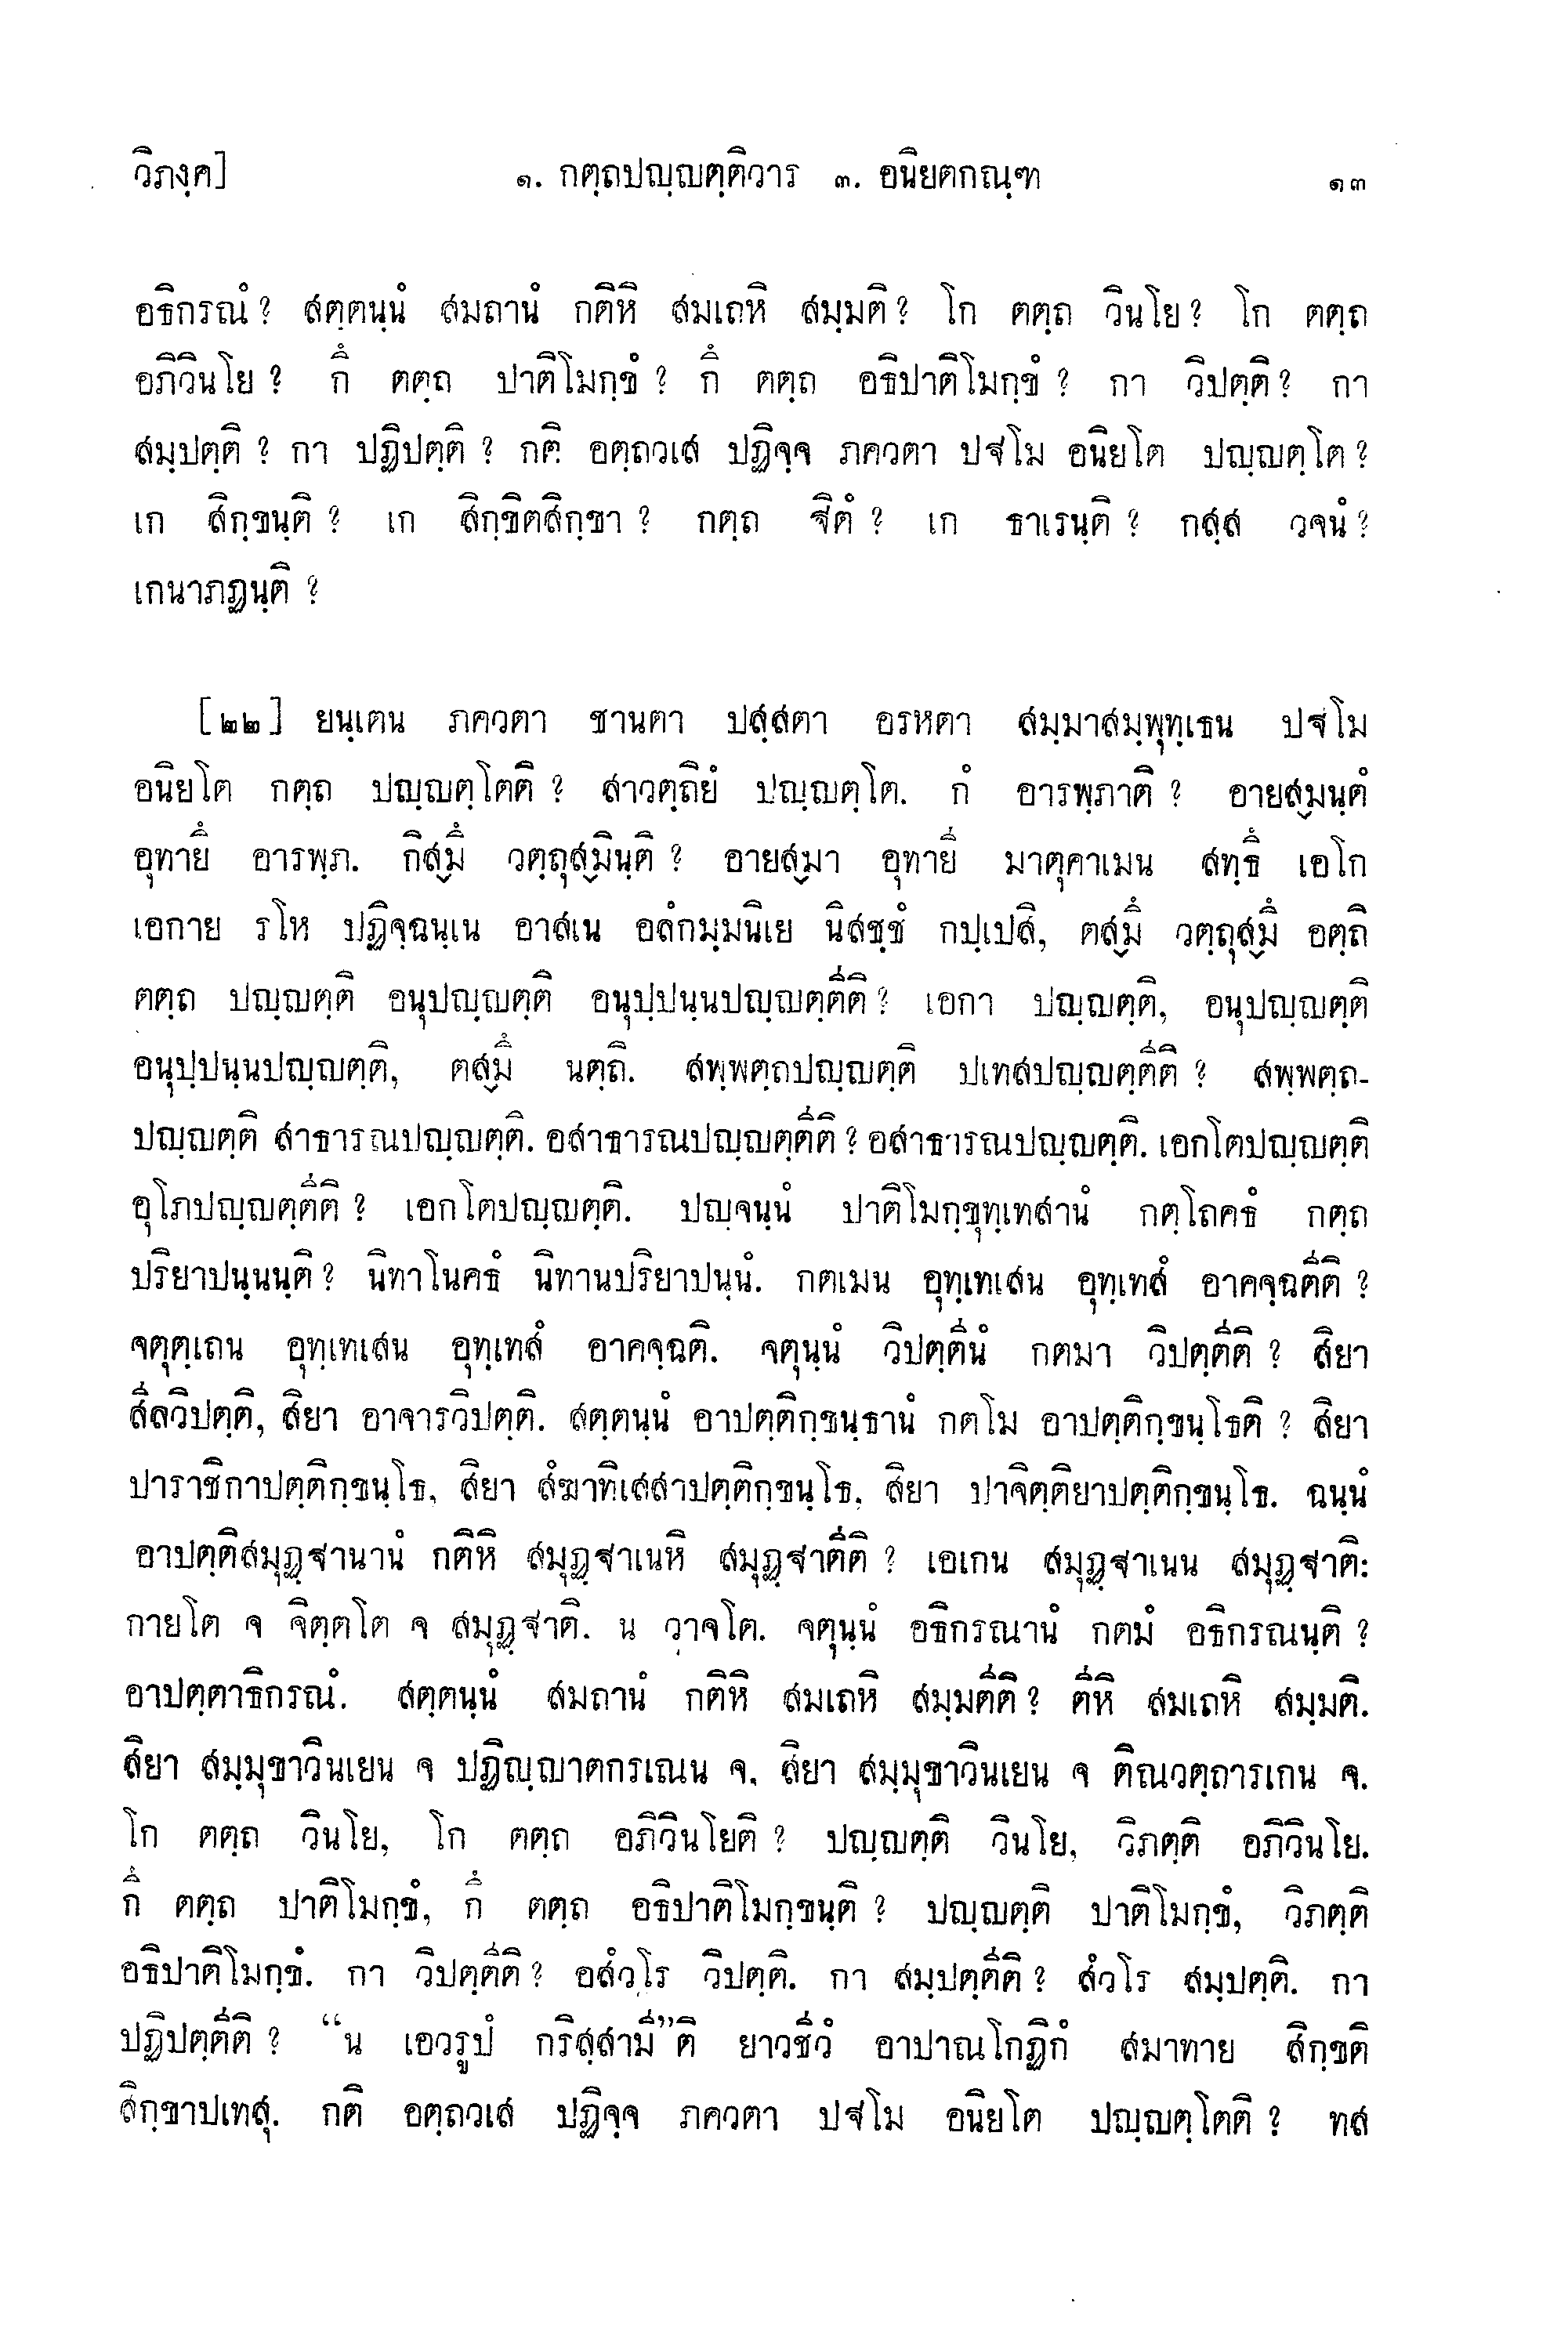 วิภงฺค] ๑. กตฺถปญฺญตฺติวาร ๓. อนิยตกณฺฑ ๑๓
อธิกรณํ? สตฺตนฺนํ สมถานํ กติหิ สมเถหิ สมฺมติ? โก ตตฺถ วินโย? โก ตตฺถ
อภิวินโย? กึ ตตฺถ ปาติโมกฺขํ? กึ ตตฺถ อธิปาติโมกฺขํ? กา วิปตฺติ? กา
สมฺปตฺติ? กา ปฏิปตฺติ? กติ อตฺถวเส ปฏิจฺจ ภควตา ปฐโม อนิยโต ปญฺญตฺโต?
เก สิกฺขนฺติ? เก สิกฺขิตสิกฺขา? กตฺถ ฐิตํ? เก ธาเรนฺติ? กสฺส วจนํ?
เกนาภฏนฺติ?
[๒๒] ยนฺเตน ภควตา ชานตา ปสฺสตา อรหตา สมฺมาสมฺพุทฺเธน ปฐโม
อนิยโต กตฺถ ปญฺญตฺโตติ? สาวตฺถิยํ ปญฺญตฺโต. กํ อารพฺภาติ? อายสฺมนฺตํ
อุทายึ อารพฺภ. กิสฺมึ วตฺถุสฺมินฺติ? อายสฺมา อุทายี มาตุคาเมน สทฺธึ เอโก
เอกาย รโห ปฏิจฺฉนฺเน อาสเน อลํกมฺมนิเย นิสชฺชํ กปฺเปสิ, ตสฺมึ วตฺถุสฺมึ อตฺถิ
ตตฺถ ปญฺญตฺติ อนุปญฺญตฺติ อนุปฺปนฺนปญฺญตฺตีติ? เอกา ปญฺญตฺติ, อนุปญฺญตฺติ
อนุปฺปนฺนปญฺญตฺติ, ตสฺมึ นตฺถิ. สพฺพตฺถปญฺญตฺติ ปเทสปญฺญตฺตีติ? สพฺพตฺถ-
ปญฺญตฺติ สาธารณปญฺญตฺติ. อสาธารณปญฺญตฺตีติ? อสาธารณปญฺญตฺติ. เอกโตปญฺญตฺติ
อุโภปญฺญตฺตีติ? เอกโตปญฺญตฺติ. ปญฺจนฺนํ ปาติโมกฺขุทฺเทสานํ กตฺโถคธํ กตฺถ
ปริยาปนฺนนฺติ? นิทาโนคธํ นิทานปริยาปนฺนํ. กตเมน อุทฺเทเสน อุทฺเทสํ อาคจฺฉตีติ?
จตุตฺเถน อุทฺเทเสน อุทฺเทสํ อาคจฺฉติ. จตุนฺนํ วิปตฺตีนํ กตมา วิปตฺตีติ? สิยา
สีลวิปตฺติ, สิยา อาจารวิปตฺติ. สตฺตนฺนํ อาปตฺติกฺขนฺธานํ กตโม อาปตฺติกฺขนฺโธติ? สิยา
ปาราชิกาปตฺติกฺขนฺโธ, สิยา สํฆาทิเสสาปตฺติกฺขนฺโธ, สิยา ปาจิตฺติยาปตฺติกฺขนฺโธ. ฉนฺนํ
อาปตฺติสมุฏฺฐานานํ กติหิ สมุฏฺฐาเนหิ สมุฏฺฐาตีติ? เอเกน สมุฏฺฐาเนน สมุฏฺฐาติ:
กายโต จ จิตฺตโต จ สมุฏฺฐาติ. น วาจโต. จตุนฺนํ อธิกรณานํ กตมํ อธิกรณนฺติ?
อาปตฺตาธิกรณํ. สตฺตนฺนํ สมถานํ กติหิ สมเถหิ สมฺมตีติ? ตีหิ สมเถหิ สมฺมติ.
สิยา สมฺมุขาวินเยน จ ปฏิญฺญาตกรเณน จ, สิยา สมฺมุขาวินเยน จ ติณวตฺถารเกน จ.
โก ตตฺถ วินโย, โก ตตฺถ อภิวินโยติ? ปญฺญตฺติ วินโย, วิภตฺติ อภิวินโย.
กึ ตตฺถ ปาติโมกฺขํ, กึ ตตฺถ อธิปาติโมกฺขนฺติ? ปญฺญตฺติ ปาติโมกฺขํ, วิภตฺติ
อธิปาติโมกฺขํ. กา วิปตฺตีติ? อสํวโร วิปตฺติ. กา สมฺปตฺตีติ? สํวโร สมฺปตฺติ. กา
ปฏิปตฺตีติ? “น เอวรูปํ กริสฺสามี”ติ ยาวชีวํ อาปาณโกฏิกํ สมาทาย สิกฺขติ
สิกฺขาปเทสุ. กติ อตฺถวเส ปฏิจฺจ ภควตา ปฐโม อนิยโต ปญฺญตฺโตติ? ทส